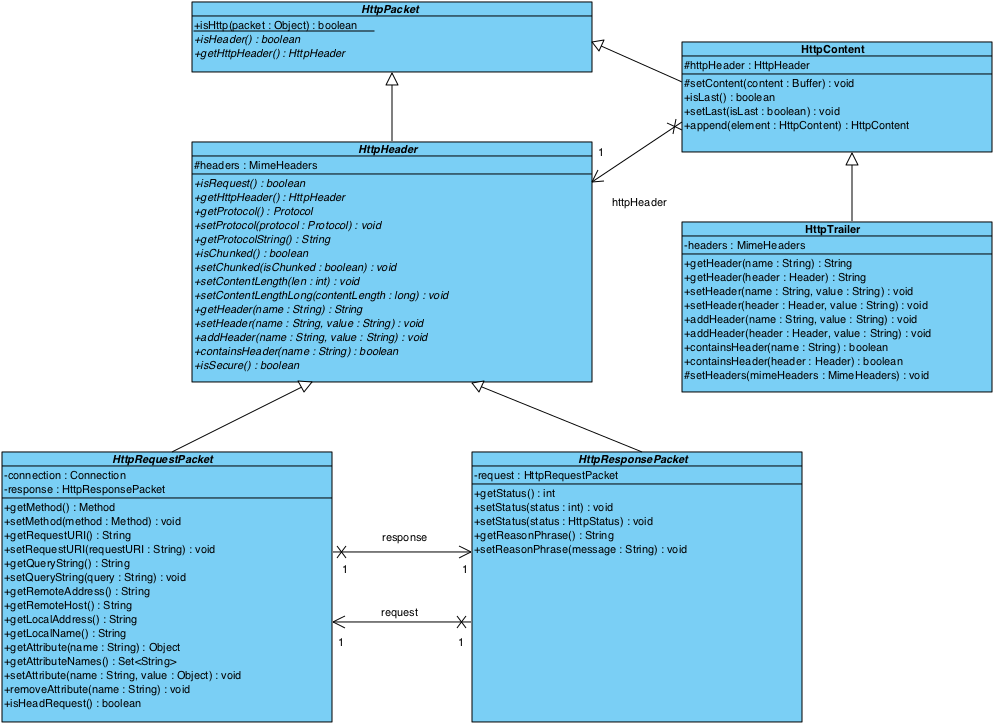 HttpPacket
+isHttp(packet : Object) : boolean
+isHeader() : boolean
+getHttpHeader() : HttpHeader
HttpContent
#httpHeader : HttpHeader
#setContent(content : Buffer) : void
+isLast() : boolean
+setLast(isLast : boolean) : void
+append(element : HttpContent) : HttpContent
HttpHeader
#headers : MimeHeaders
+isRequest() : boolean
+getHttpHeader() : HttpHeader
+getProtocol() : Protocol
+setProtocol(protocol : Protocol) : void
+getProtocolString() : String
+isChunked() : boolean
+setChunked(isChunked : boolean) : void
+setContentLength(len : int) : void
+setContentLengthLong(contentLength : long) : void
+getHeader(name : String) : String
+setHeader(name : String, value : String) : void
+addHeader(name : String, value : String) : void
+containsHeader(name : String) : boolean
+isSecure() : boolean
1
httpHeader
HttpTrailer
-headers : MimeHeaders
+getHeader(name : String) : String
+getHeader(header : Header) : String
+setHeader(name : String, value : String) : void
+setHeader(header : Header, value : String) : void
+addHeader(name : String, value : String) : void
+addHeader(header : Header, value : String) : void
+containsHeader(name : String) : boolean
+containsHeader(header : Header) : boolean
#setHeaders(mimeHeaders : MimeHeaders) : void
HttpRequestPacket
-connection : Connection
-response : HttpResponsePacket
+getMethod() : Method
+setMethod(method : Method) : void
+getRequestURI() : String
+setRequestURI(requestURI : String) : void
+getQueryString() : String
+setQueryString(query : String) : void
+getRemoteAddress() : String
+getRemoteHost() : String
+getLocalAddress() : String
+getLocalName() : String
+getAttribute(name : String) : Object
+getAttributeNames() : Set<String>
+setAttribute(name : String, value : Object) : void
+removeAttribute(name : String) : void
+isHeadRequest() : boolean
response
1
1
request
1
1
HttpResponsePacket
-request : HttpRequestPacket
+getStatus() : int
+setStatus(status : int) : void
+setStatus(status : HttpStatus) : void
+getReasonPhrase() : String
+setReasonPhrase(message : String) : void